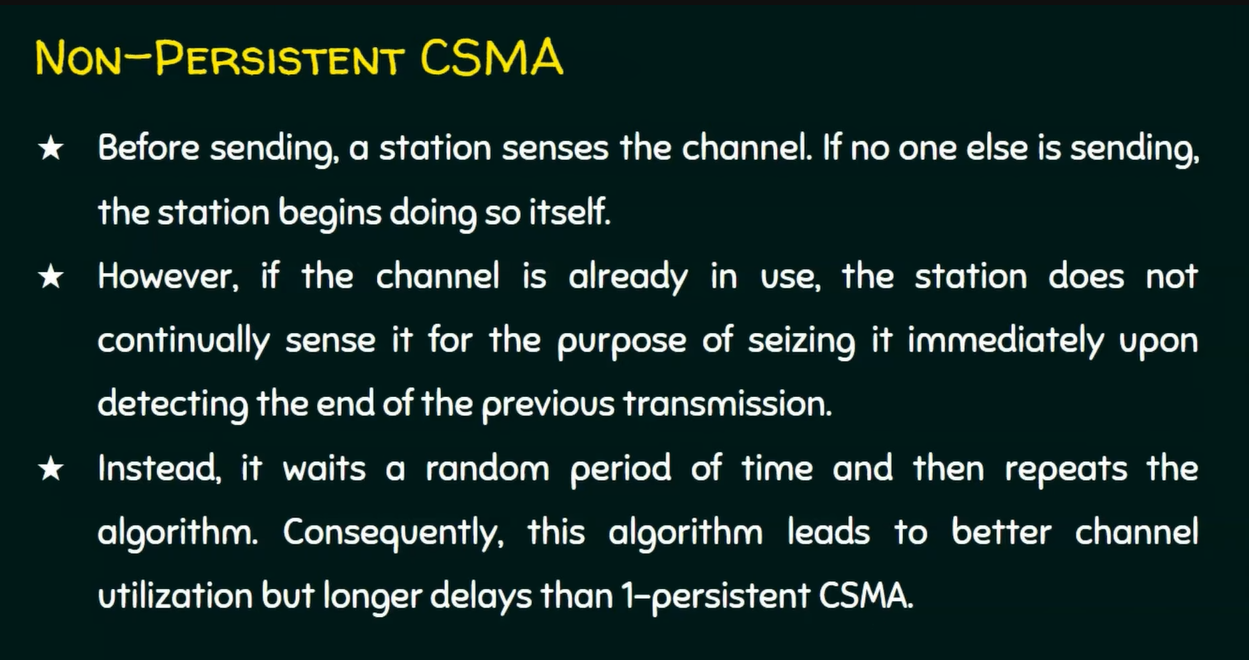 Non-Persistent CSMA
★ Before sending, a station senses the channel. If no one else is sending,
the station begins doing so itself.
★ However, if the channel is already in use, the station does not
continually sense it for the purpose of seizing it immediately upon
detecting the end of the previous transmission.
★ Instead, it waits a random period of time and then repeats the
algorithm. Consequently, this algorithm leads to better channel
utilization but longer delays than 1-persistent CSMA.